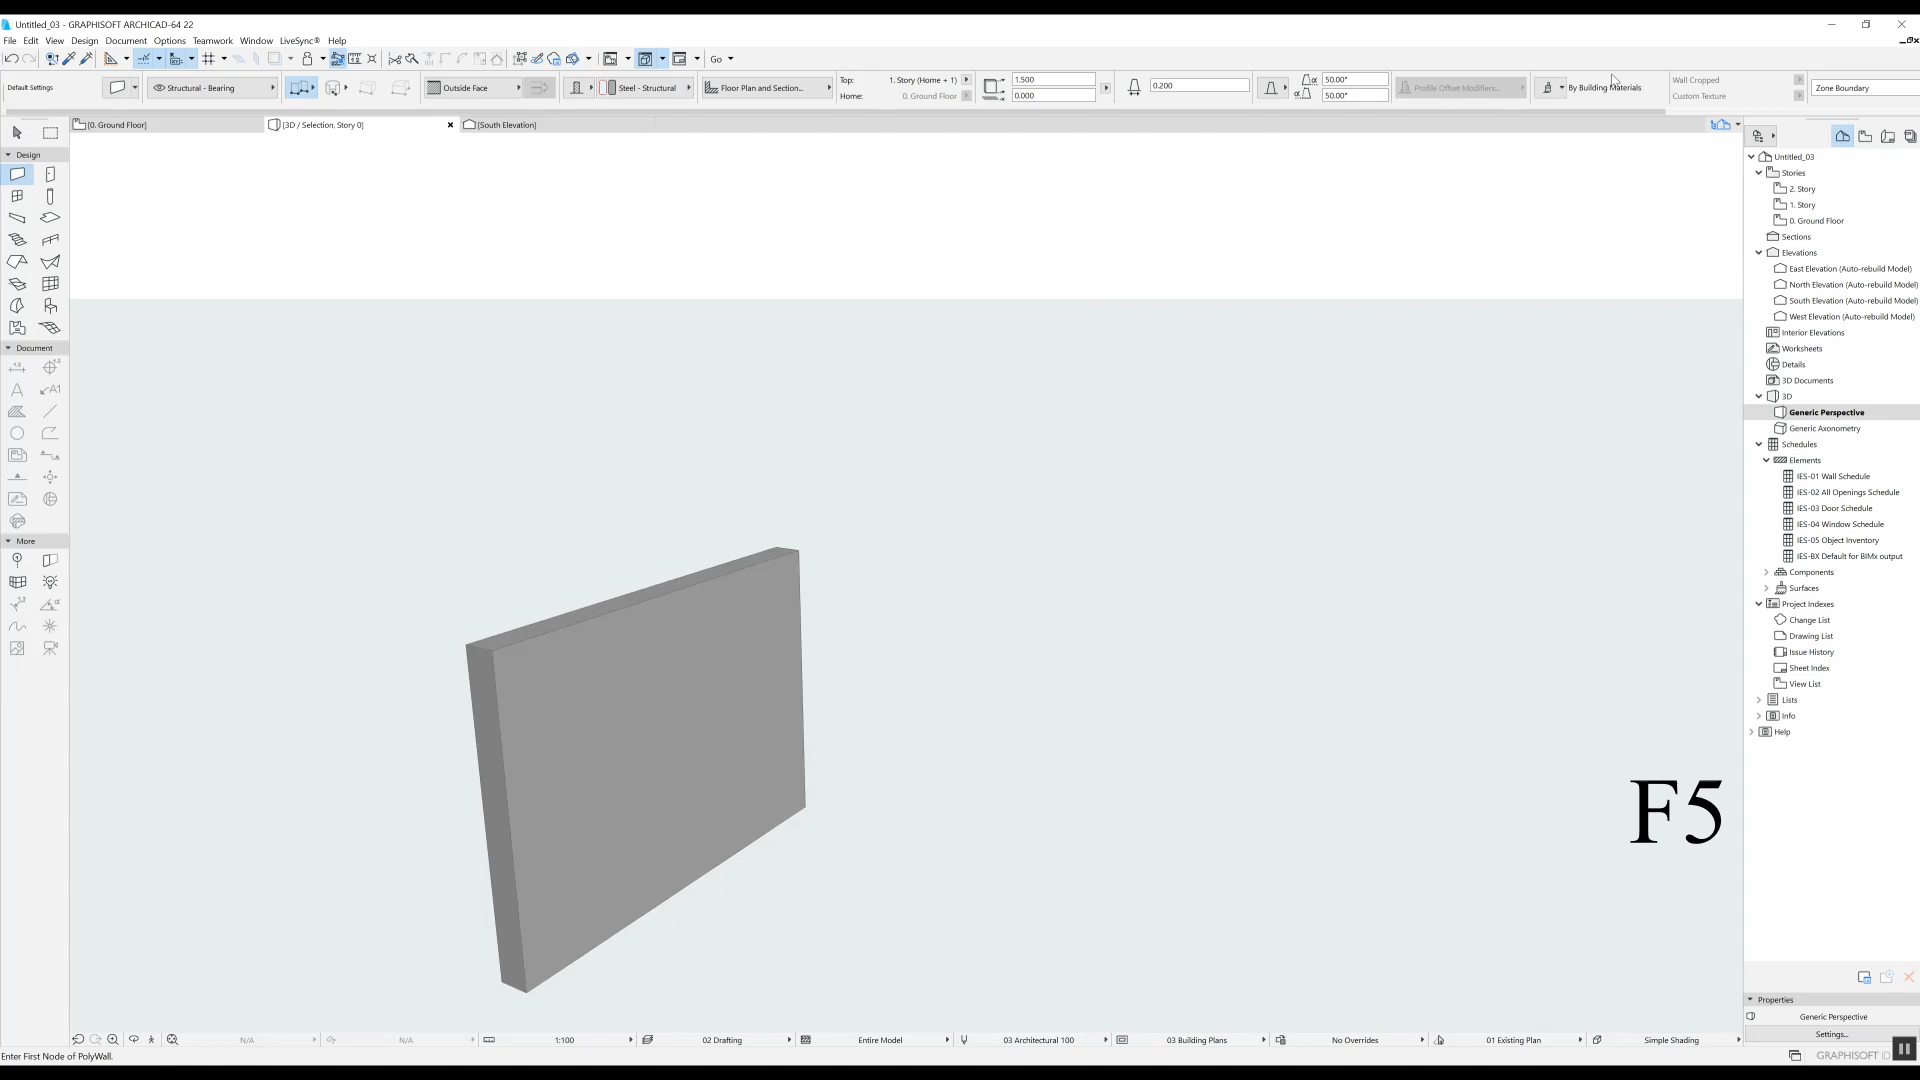 Untitled_03 - GRAPHISOFT ARCHICAD-64 22
File Edit View Design Document Options Teamwork Window LiveSync® Help
Go
Default Settings
Structural - Bearing
Outside Face
Steel - Structural
Floor Plan and Section...
Top: 1. Story (Home + 1)
Home: 0. Ground Floor
1.500
0.000
0.200
50.00°
50.00°
Profile Offset Modifiers...
By Building Materials
Wall Cropped
Custom Texture
Zone Boundary
[0. Ground Floor]
[3D / Selection, Story 0]
[South Elevation]
Design
Document
More
Untitled_03
Stories
2. Story
1. Story
0. Ground Floor
Sections
Elevations
East Elevation (Auto-rebuild Model)
North Elevation (Auto-rebuild Model)
South Elevation (Auto-rebuild Model)
West Elevation (Auto-rebuild Model)
Interior Elevations
Worksheets
Details
3D Documents
3D
Generic Perspective
Generic Axonometry
Schedules
Elements
IES-01 Wall Schedule
IES-02 All Openings Schedule
IES-03 Door Schedule
IES-04 Window Schedule
IES-05 Object Inventory
IES-BX Default for BIMx output
Components
Surfaces
Project Indexes
Change List
Drawing List
Issue History
Sheet Index
View List
Lists
Info
Help
F5
Properties
Generic Perspective
Settings...
N/A
N/A
1:100
02 Drafting
Entire Model
03 Architectural 100
03 Building Plans
No Overrides
01 Existing Plan
Simple Shading
Enter First Node of PolyWall.
GRAPHISOFT ID